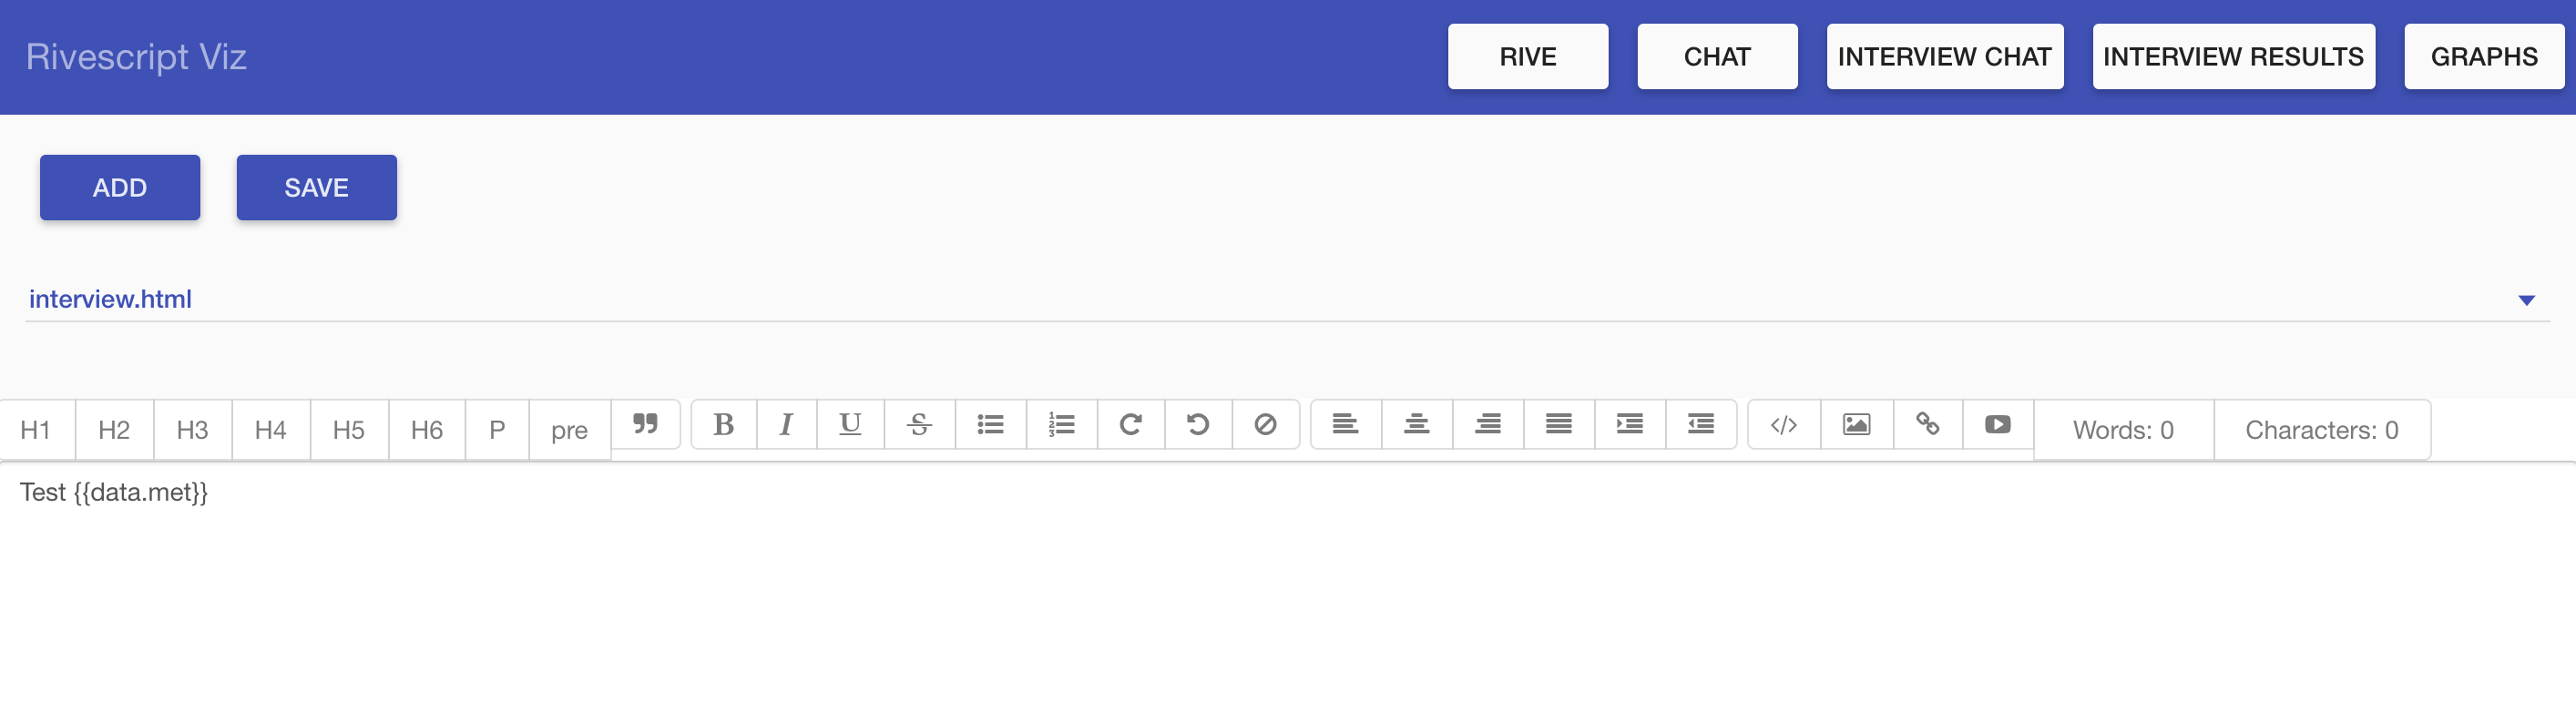 Rivescript Viz RIVE CHAT INTERVIEW CHAT INTERVIEW RESULTS GRAPHS
ADD SAVE
interview.html
H1 H2 H3 H4 H5 H6 P pre B I U S Words: 0 Characters: 0
Test {{data.met}}